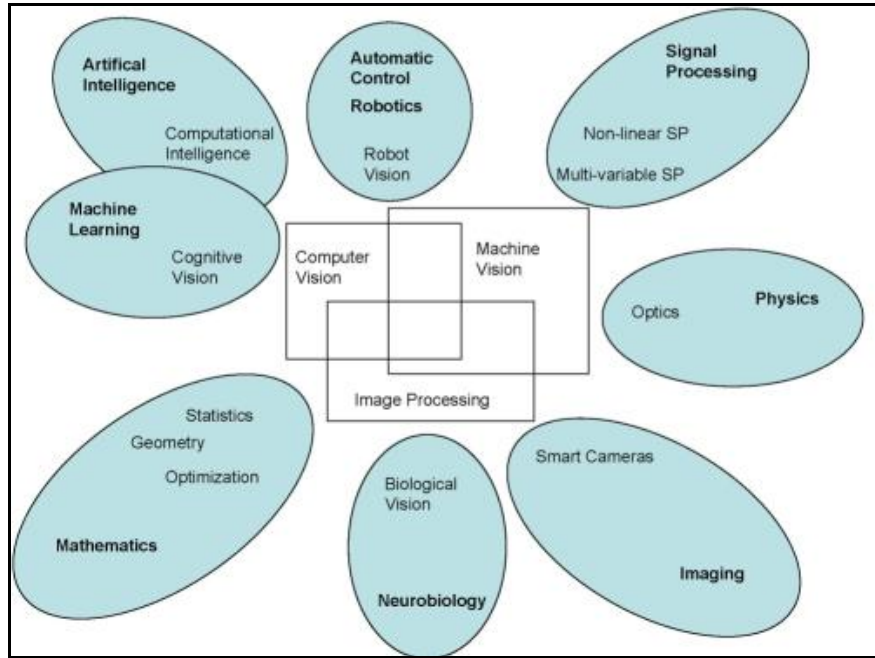 Artifical
Intelligence
Computational
Intelligence
Automatic
Control
Robotics
Robot
Vision
Signal
Processing
Non-linear SP
Multi-variable SP
Machine
Learning
Cognitive
Vision
Computer
Vision
Machine
Vision
Image Processing
Optics
Physics
Statistics
Geometry
Optimization
Mathematics
Biological
Vision
Neurobiology
Smart Cameras
Imaging